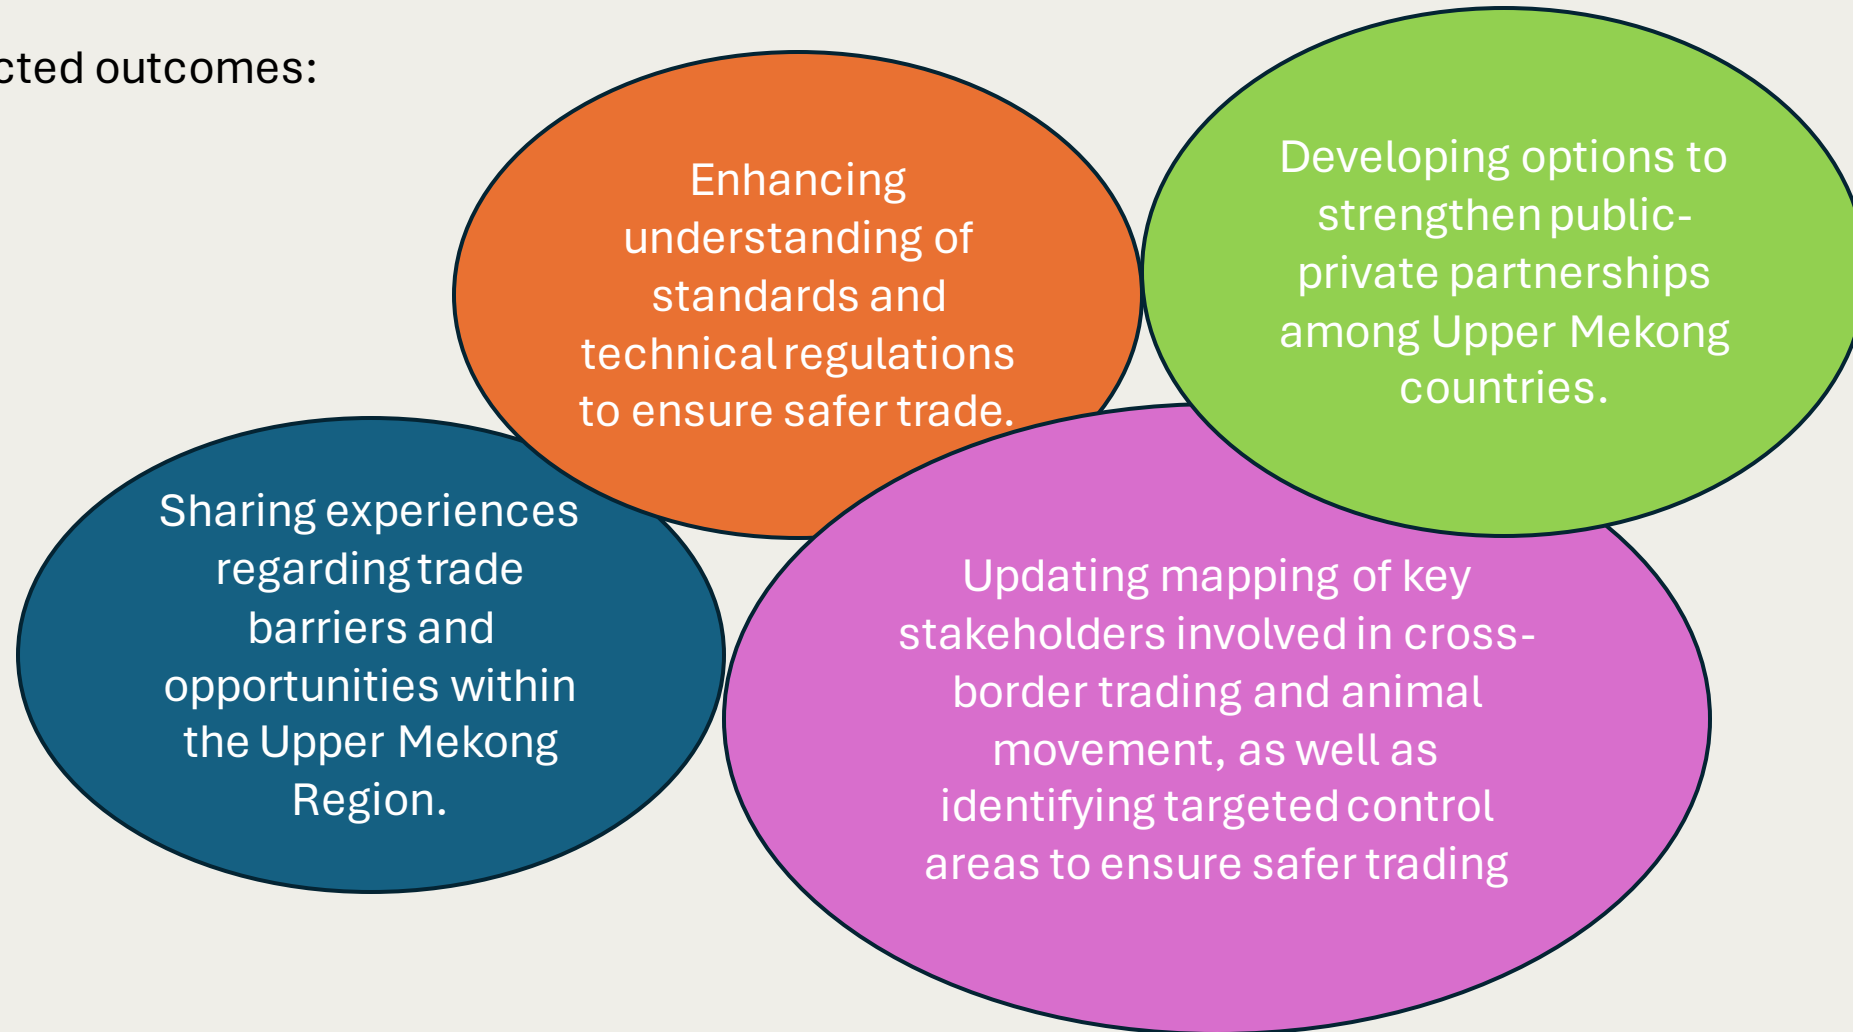 cted outcomes:
Enhancing
understanding of
standards and
technical regulations
to ensure safer trade.
Developing options to
strengthen public-
private partnerships
among Upper Mekong
countries.
Sharing experiences
regarding trade
barriers and
opportunities within
the Upper Mekong
Region.
Updating mapping of key
stakeholders involved in cross-
border trading and animal
movement, as well as
identifying targeted control
areas to ensure safer trading